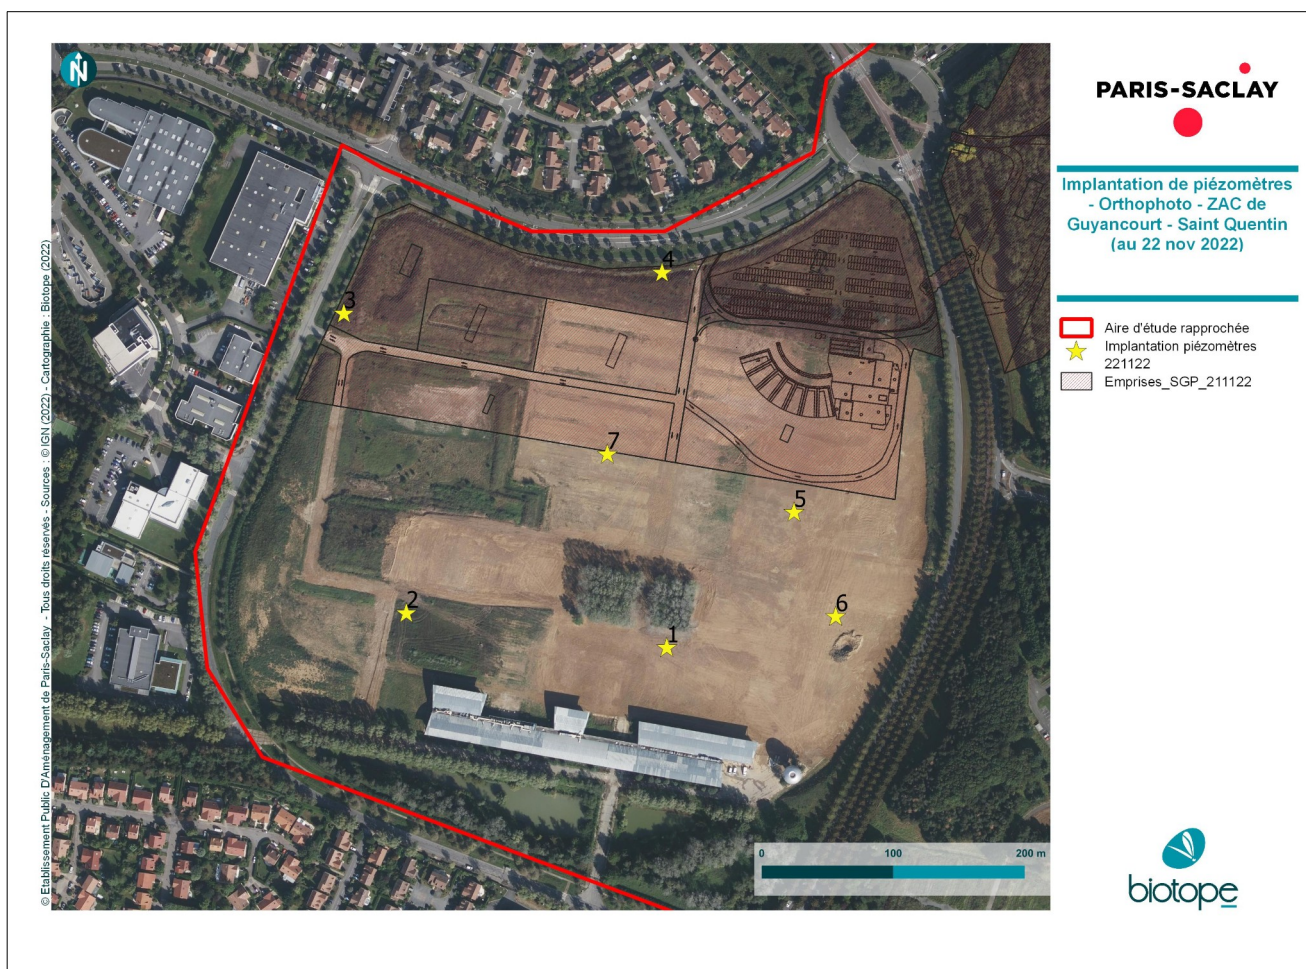 N
© Etablissement Public D'Aménagement de Paris-Saclay - Tous droits réservés - Sources : © IGN (2022) - Cartographie : Biotope (2022)
4
3
7
5
2
6
1
0 100 200 m
PARIS-SACLAY
Implantation de piézomètres
- Orthophoto - ZAC de
Guyancourt - Saint Quentin
(au 22 nov 2022)
Aire d'étude rapprochée
Implantation piézomètres
221122
Emprises_SGP_211122
biotope